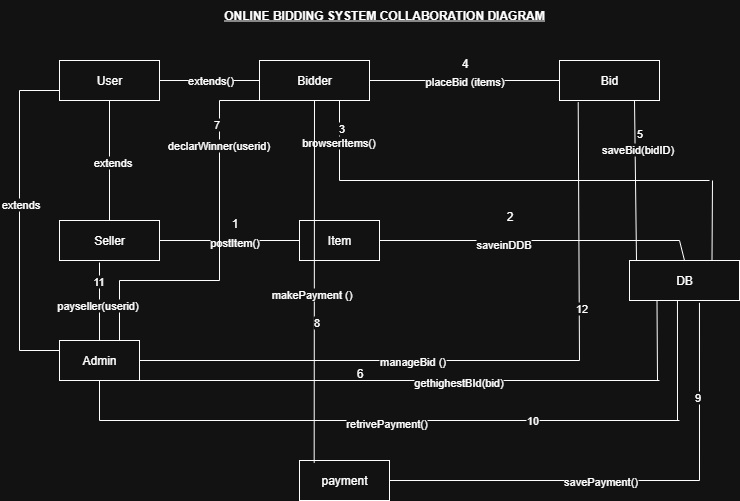 ONLINE BIDDING SYSTEM COLLABORATION DIAGRAM
4
User
extends()
Bidder
placeBid (items)
Bid
7
3
5
declarWinner(userid)
browserItems()
saveBid(bidID)
extends
extends
1
2
Seller
postItem()
Item
saveinDDB
11
DB
makePayment ()
payseller(userid)
12
8
Admin
manageBid ()
6
gethighestBId(bid)
9
retrivePayment()
10
payment
savePayment()